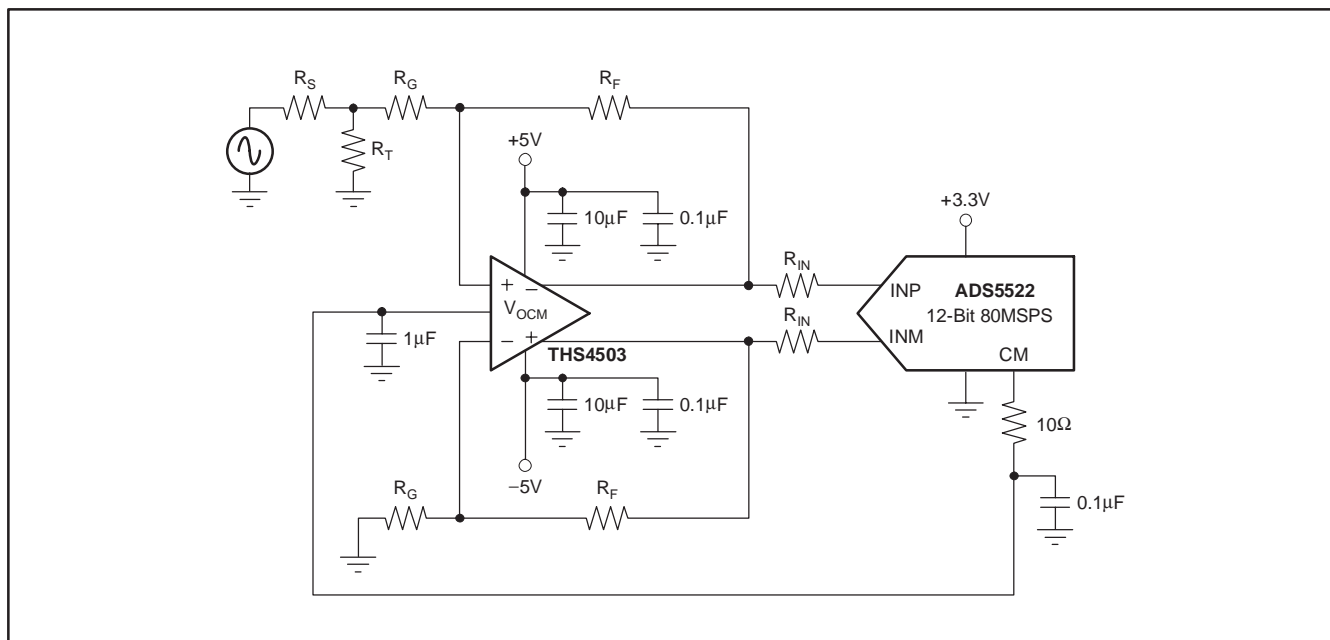 R_S
R_G
R_F
R_T
+5V
10μF
0.1μF
+3.3V
R_IN
+ −
INP
ADS5522
12-Bit 80MSPS
V_OCM
1μF
R_IN
INM
− +
THS4503
CM
10μF
0.1μF
10Ω
−5V
R_G
R_F
0.1μF